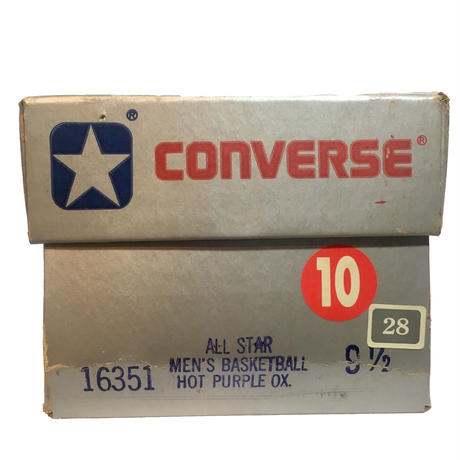 ®
CONVERSE®
10
28
ALL STAR
16351 MEN'S BASKETBALL 9 ½
HOT PURPLE OX.